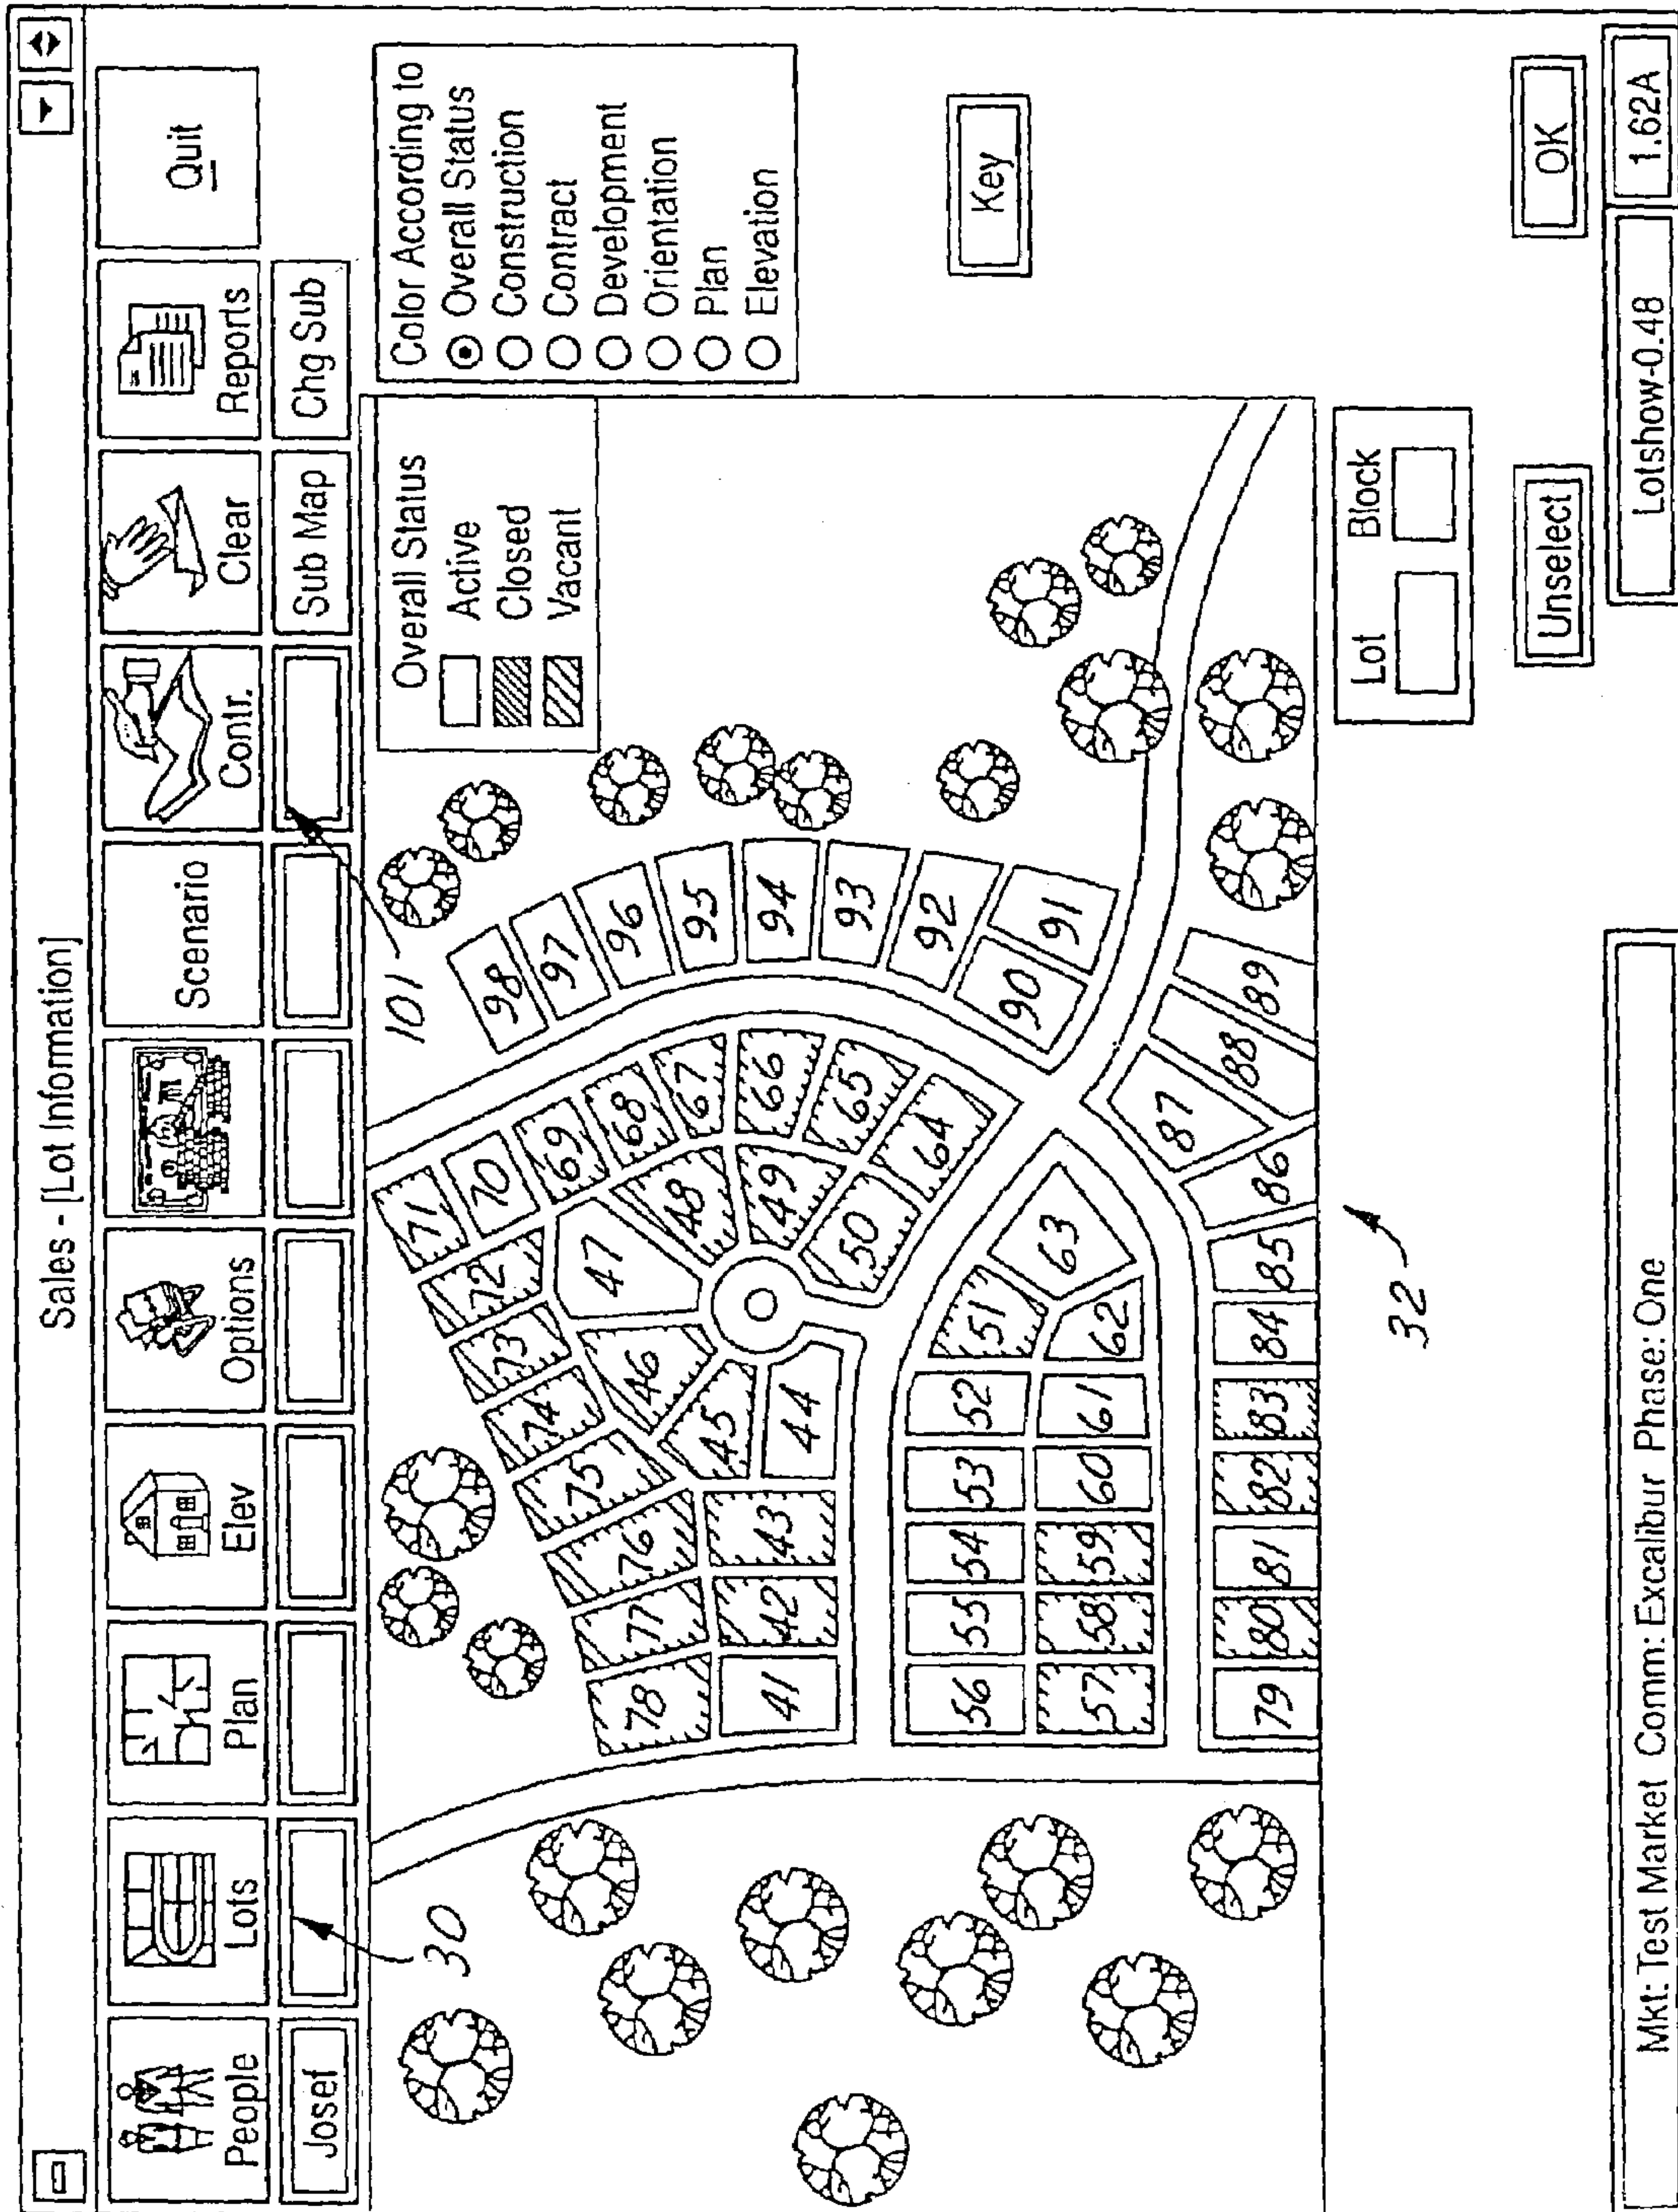 Sales - [Lot Information]
People
Lots
Plan
Elev
Options
Scenario
Contr.
Clear
Reports
Quit
Josef
Sub Map
Chg Sub
30
101
Overall Status
Active
Closed
Vacant
Color According to
Overall Status
Construction
Contract
Development
Orientation
Plan
Elevation
Key
98
97
96
95
94
93
92
90
91
71
70
69
68
67
66
65
64
72
73
74
75
76
77
78
47
48
49
50
46
45
44
43
42
41
51
63
52
62
53
61
54
60
55
59
56
58
57
87
88
89
79
80
81
82
83
84
85
86
32
Lot
Block
Unselect
OK
Mkt: Test Market Comm: Excalibur Phase: One
Lotshow-0.48
1.62A